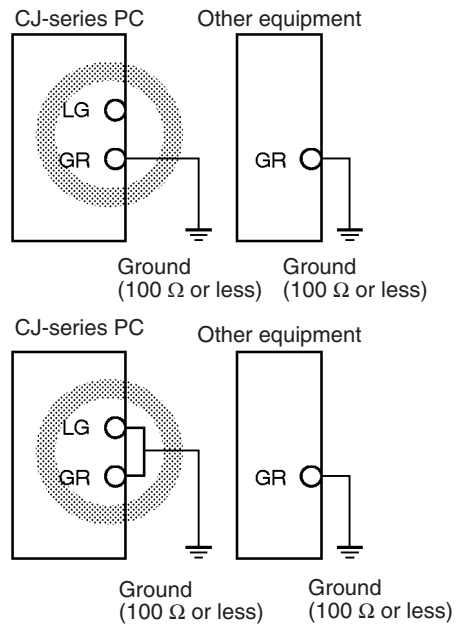 CJ-series PC
Other equipment
LG
GR
GR
Ground
(100 Ω or less)
Ground
(100 Ω or less)
CJ-series PC
Other equipment
LG
GR
GR
Ground
(100 Ω or less)
Ground
(100 Ω or less)